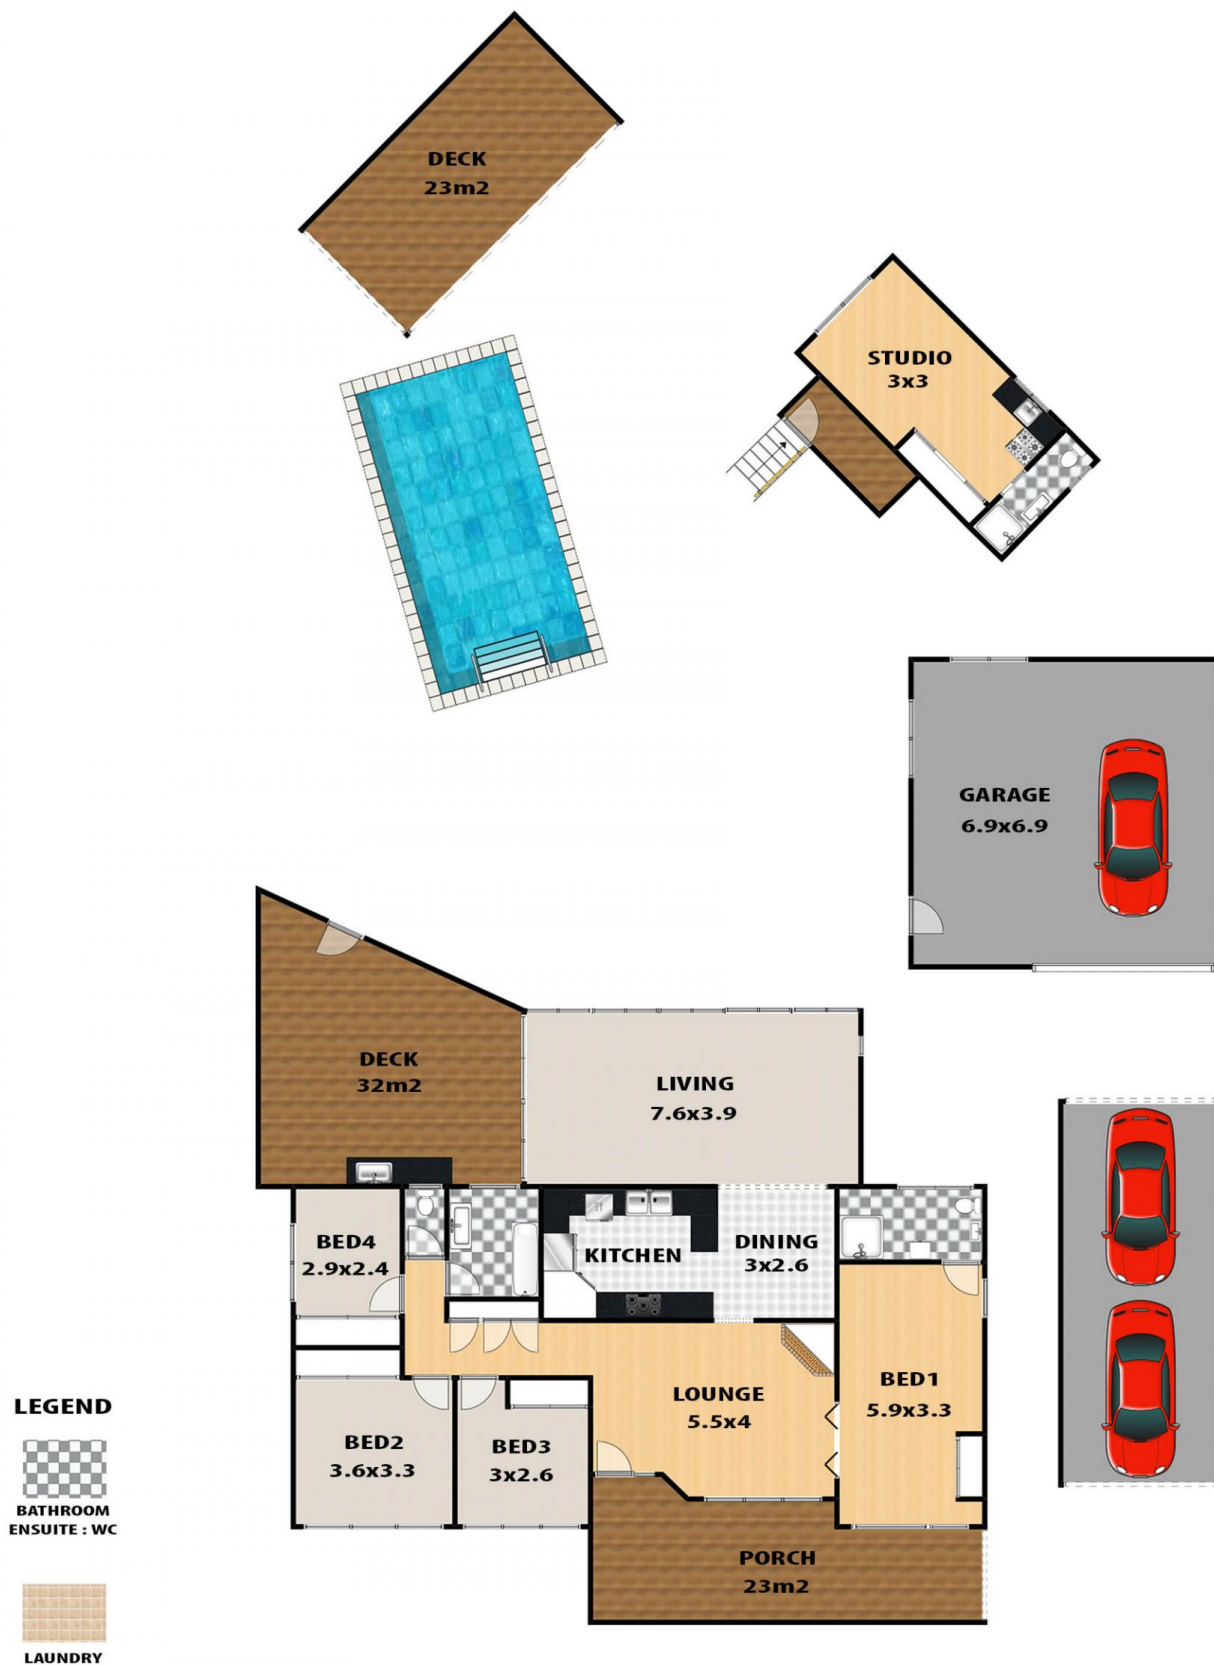 DECK
23m2
STUDIO
3x3
GARAGE
6.9x6.9
DECK
32m2
LIVING
7.6x3.9
BED4
2.9x2.4
KITCHEN
DINING
3x2.6
BED1
5.9x3.3
LOUNGE
5.5x4
BED2
3.6x3.3
BED3
3x2.6
PORCH
23m2
LEGEND
BATHROOM
ENSUITE : WC
LAUNDRY